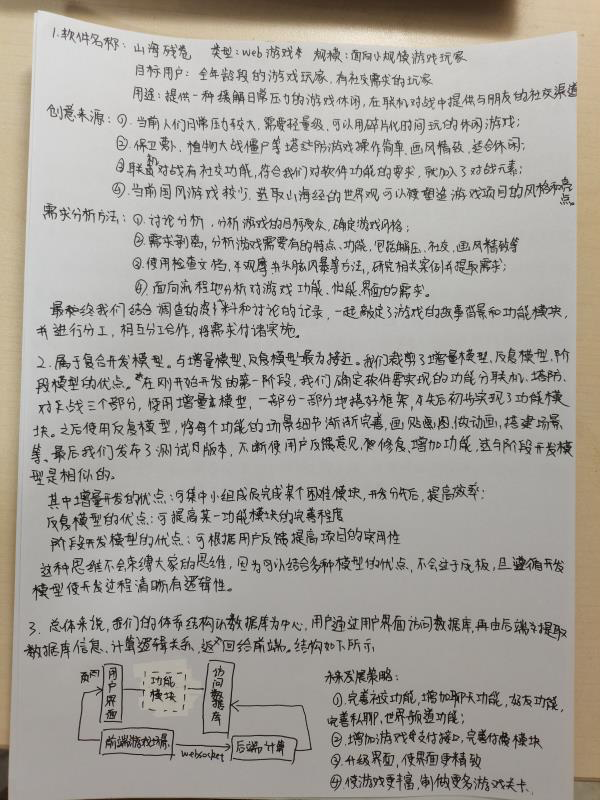 1.软件名称:山海残卷 类型:web游戏 规模:面向小规模游戏玩家
目标用户:全年龄段的游戏玩家,有社交需求的玩家
用途:提供一种缓解日常压力的游戏休闲,在联机对战中提供与朋友的社交渠道
创意来源:①.当前人们日常压力较大,需要轻量级、可以用碎片化时间玩的休闲游戏;
②.保卫萝卜、植物大战僵尸等塔防游戏操作简单,画风精致,适合休闲;
③联机对战有社交功能,符合我们对软件功能的要求,就加入了对战元素;
④.当前国风游戏较少,选取山海经的世界观可以硬塑造游戏项目的风格和亮点。
需求分析方法:①.讨论分析,分析游戏的目标受众,确定游戏风格;
②.需求剥离,分析游戏需要有的特点、功能,包括解压、社交、画风精致等
③.使用检查文档,不观摩书头脑风暴等方法,研究相关案例并提取需求;
④.面向流程地分析对游戏功能、性能、界面的需求。
最终我们结合调查的资料和讨论的记录,一起敲定了游戏的故事背景和功能模块,
并进行分工,相互分工合作,将需求付诸实施。
2.属于复合开发模型。与增量模型、反复模型最为接近。我们裁剪了增量模型、反复模型、阶
段模型的优点。在刚开始开发的第一阶段,我们确定软件需实现的功能分联机、塔防、
对战三个部分,使用增量模型,一部分一部分地搭好框架,先后初步实现了功能模
块。之后使用反复模型,将每个功能的场景细节渐渐完善,画贴画图、做动画,搭建场景
等。最后我们发布了测试版本,不断使用户反馈意见,修复、增加功能,这与阶段开发模
型是相似的。
其中增量开发的优点:可集中小组成员完成某个困难模块,开发分先后,提高效率;
反复模型的优点:可提高某一功能模块的完善程度
阶段开发模型的优点:可根据用户反馈提高项目的实用性
这种思维不会束缚大家的思维,因为可以结合多种模型的优点,不会过于死板,且遵循开发
模型使开发过程清晰有逻辑性。
3.总体来说,我们的体系结构以数据库为中心,用户通过用户界面访问数据库,再由后端提取
数据库信息、计算逻辑关系,返回给前端。结构如下所示
页面
用户界面
功能模块
访问数据库
前端游戏场景
websocket
后端计算
未来发展策略:
①.完善社交功能,增加聊天功能,好友功能,
完善私聊、世界频道功能;
②.增加游戏支付接口,完善付费模块
③.升级界面,使界面更精致
④.使游戏更丰富,制做更多游戏关卡.